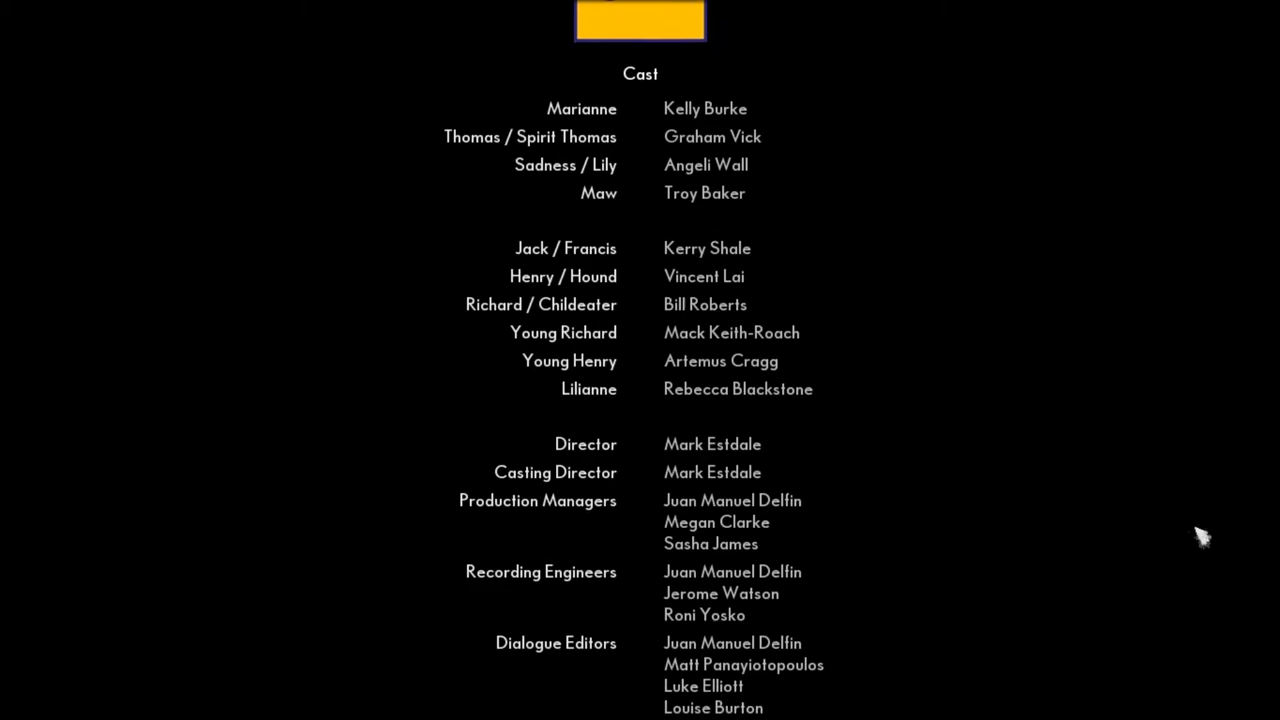 Cast
Marianne Kelly Burke
Thomas / Spirit Thomas Graham Vick
Sadness / Lily Angeli Wall
Maw Troy Baker
Jack / Francis Kerry Shale
Henry / Hound Vincent Lai
Richard / Childeater Bill Roberts
Young Richard Mack Keith-Roach
Young Henry Artemus Cragg
Lilianne Rebecca Blackstone
Director Mark Estdale
Casting Director Mark Estdale
Production Managers Juan Manuel Delfin
Megan Clarke
Sasha James
Recording Engineers Juan Manuel Delfin
Jerome Watson
Roni Yosko
Dialogue Editors Juan Manuel Delfin
Matt Panayiotopoulos
Luke Elliott
Louise Burton